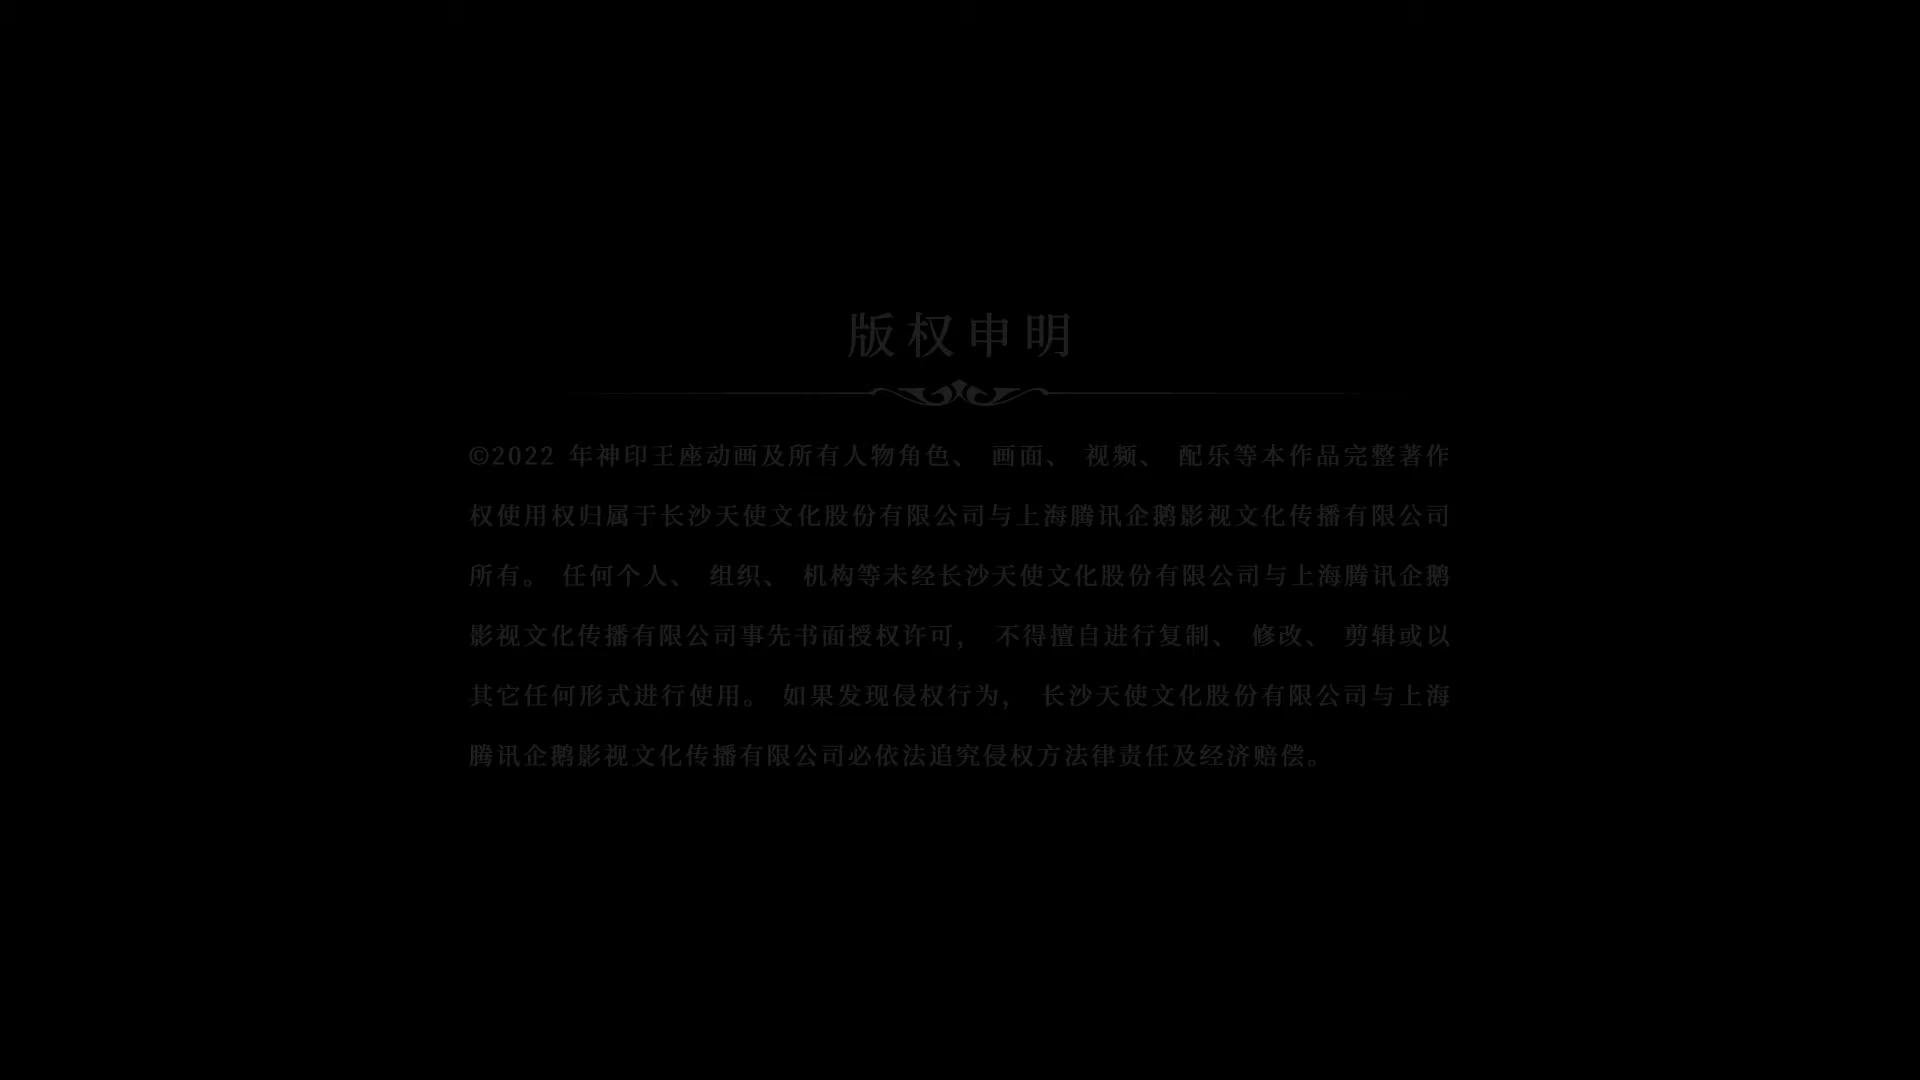 版权申明
©2022 年神印王座动画及所有人物角色、 画面、 视频、 配乐等本作品完整著作
权使用权归属于长沙天使文化股份有限公司与上海腾讯企鹅影视文化传播有限公司
所有。 任何个人、 组织、 机构等未经长沙天使文化股份有限公司与上海腾讯企鹅
影视文化传播有限公司事先书面授权许可， 不得擅自进行复制、 修改、 剪辑或以
其它任何形式进行使用。 如果发现侵权行为， 长沙天使文化股份有限公司与上海
腾讯企鹅影视文化传播有限公司必依法追究侵权方法律责任及经济赔偿。